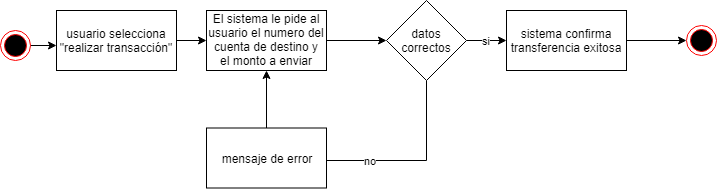 usuario selecciona
"realizar transacción"
El sistema le pide al
usuario el numero del
cuenta de destino y
el monto a enviar
datos
correctos
si
sistema confirma
transferencia exitosa
mensaje de error
no